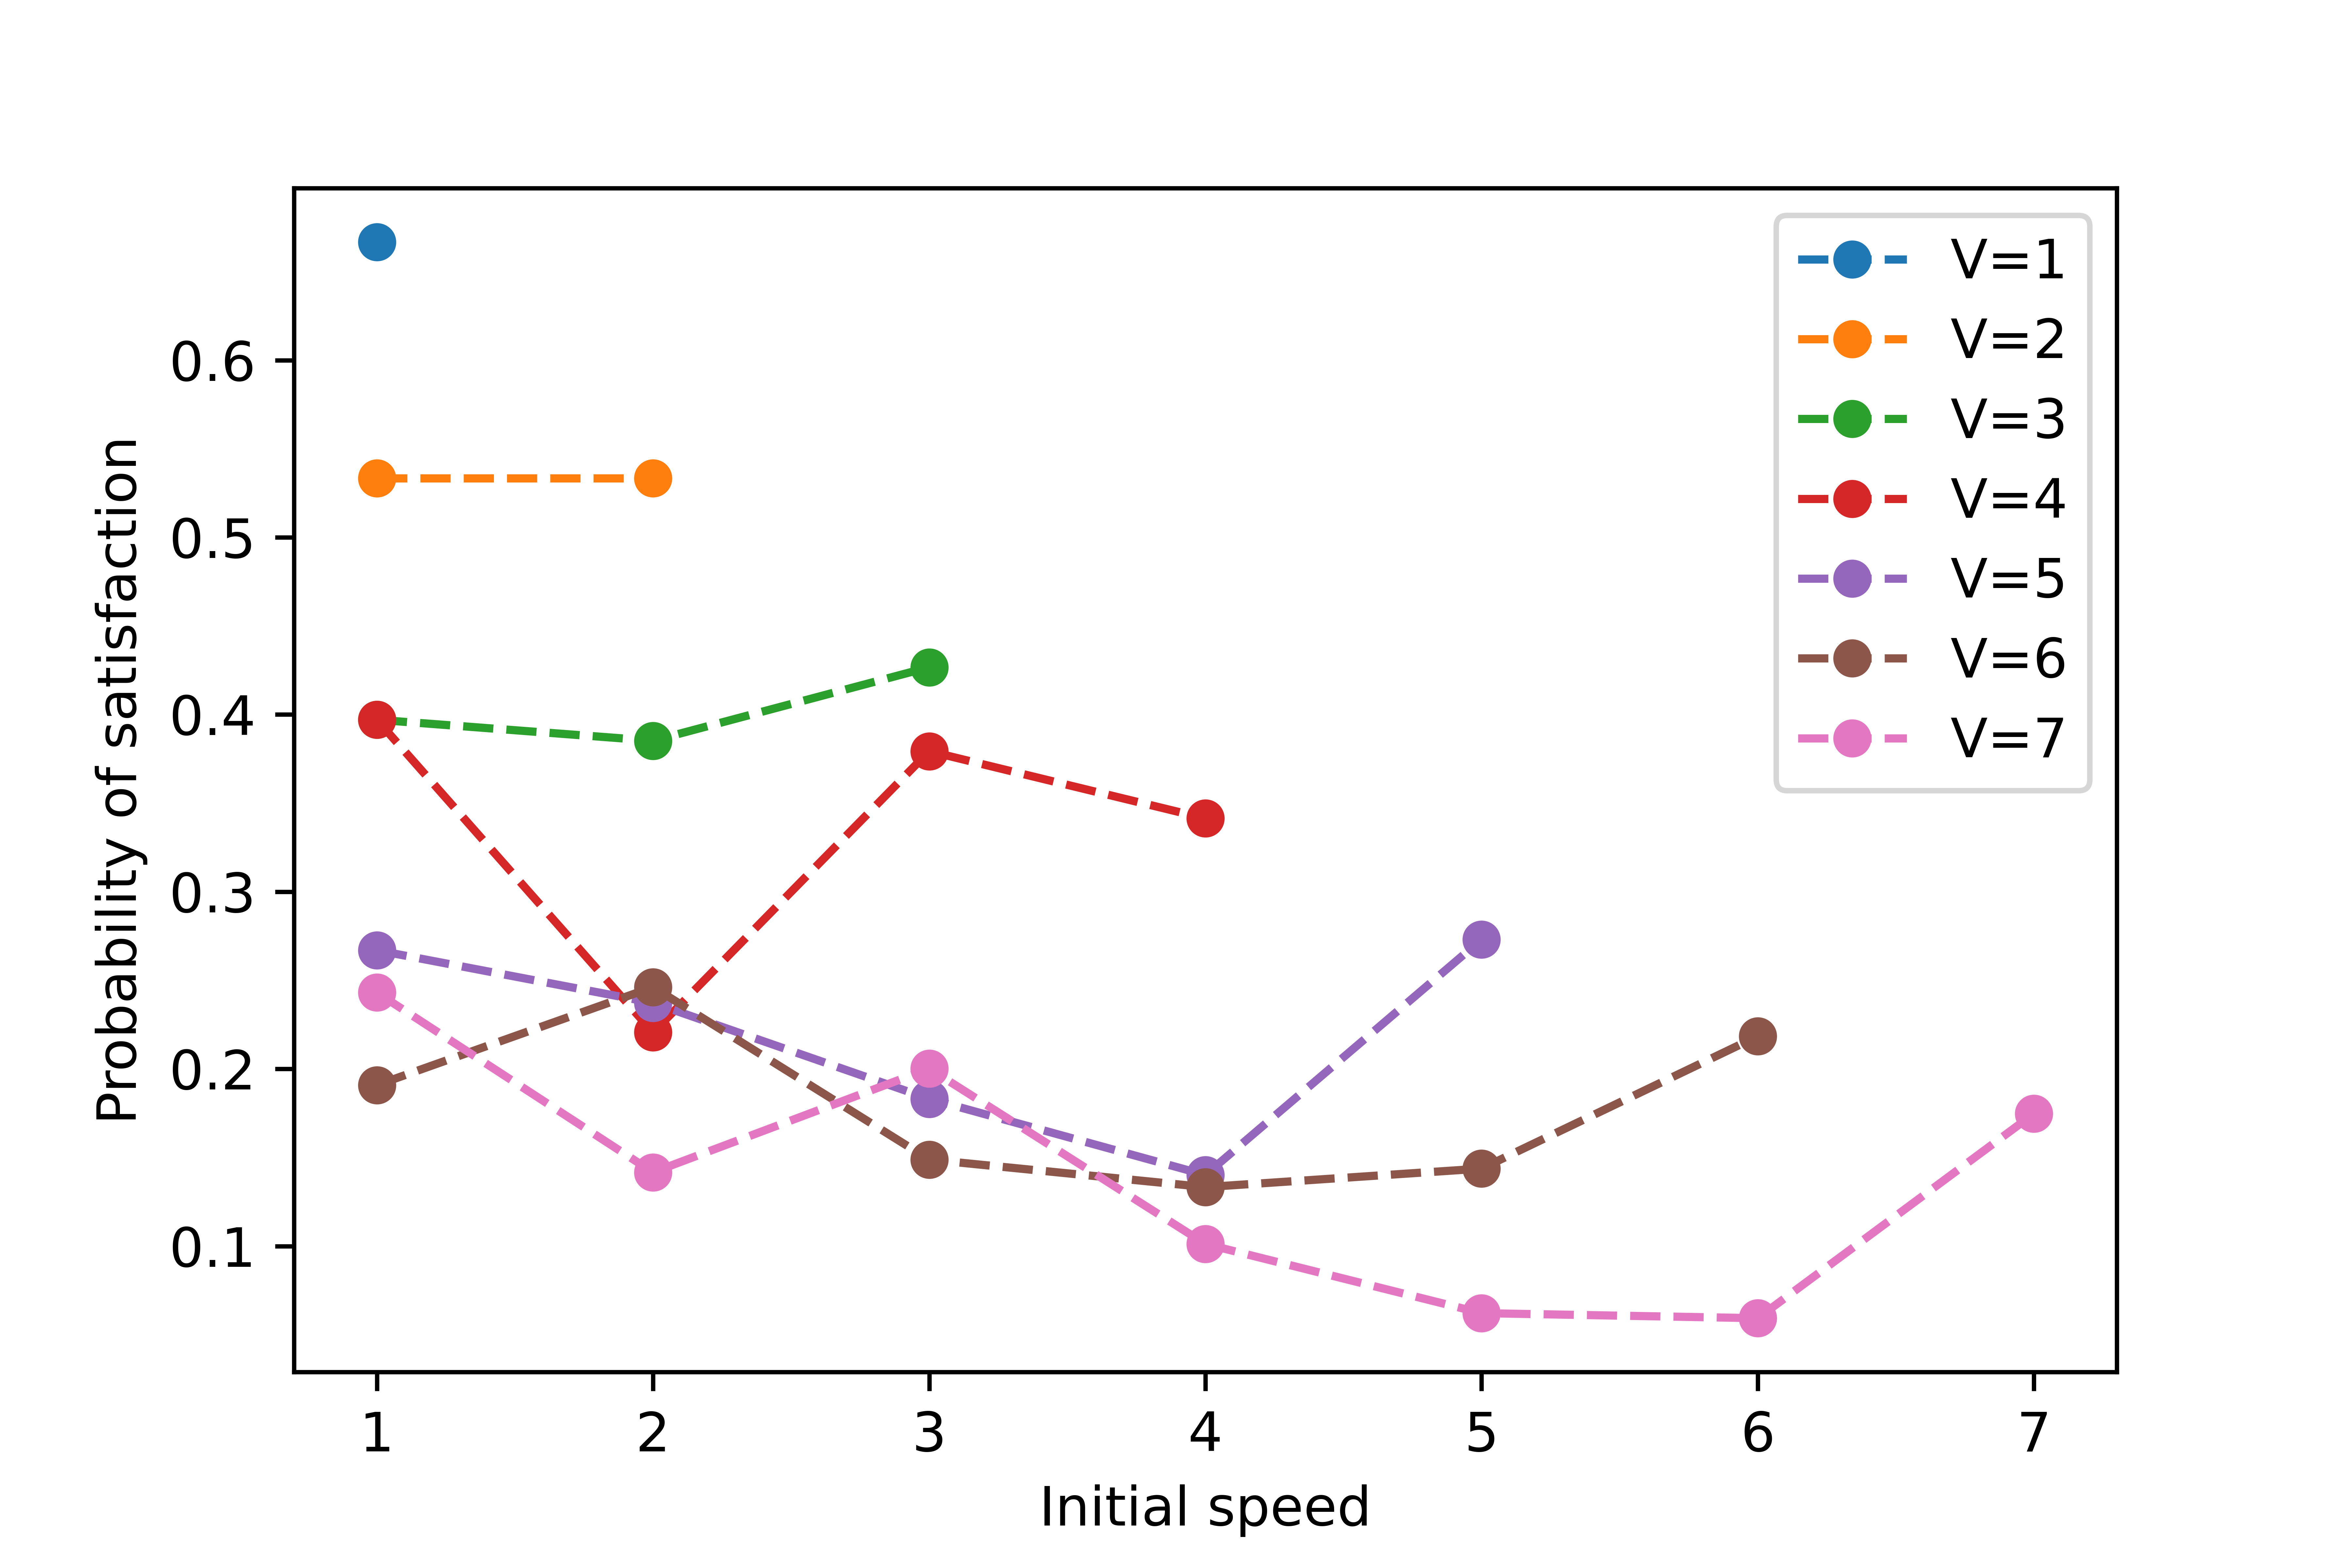 V=1
V=2
V=3
V=4
V=5
V=6
V=7
Probability of satisfaction
0.6
0.5
0.4
0.3
0.2
0.1
1 2 3 4 5 6 7
Initial speed